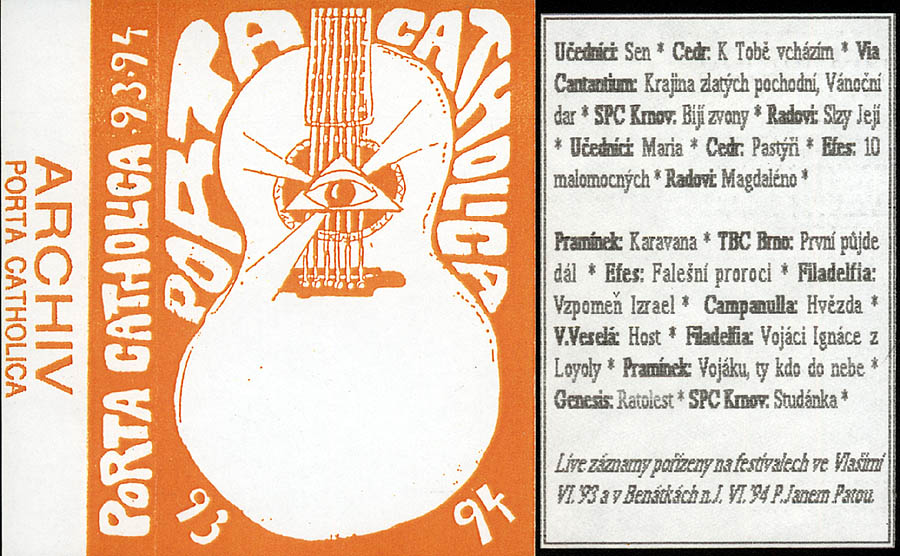 ARCHIV
PORTA CATHOLICA
PORTA CATHOLICA 93-94
PORTA CATHOLICA
93
94
Učedníci: Sen * Cedr: K Tobě vcházím * Via
Cantantium: Krajina zlatých pochodní, Vánoční
dar * SPC Krnov: Bijí zvony * Radovi: Slzy Její
* Učedníci: Maria * Cedr: Pastýři * Efes: 10
malomocných * Radovi: Magdaléno *
Pramínek: Karavana * TBC Brno: První půjde
dál * Efes: Falešní proroci * Filadelfia:
Vzpomeň Izrael * Campanulla: Hvězda *
V.Veselá: Host * Filadelfia: Vojáci Ignáce z
Loyoly * Pramínek: Vojáku, ty kdo do nebe *
Genesis: Ratolest * SPC Krnov: Studánka *
Live záznamy pořízeny na festivalech ve Vlašimi
VI.'93 a v Benátkách n.J. VI.'94 P.Janem Patou.